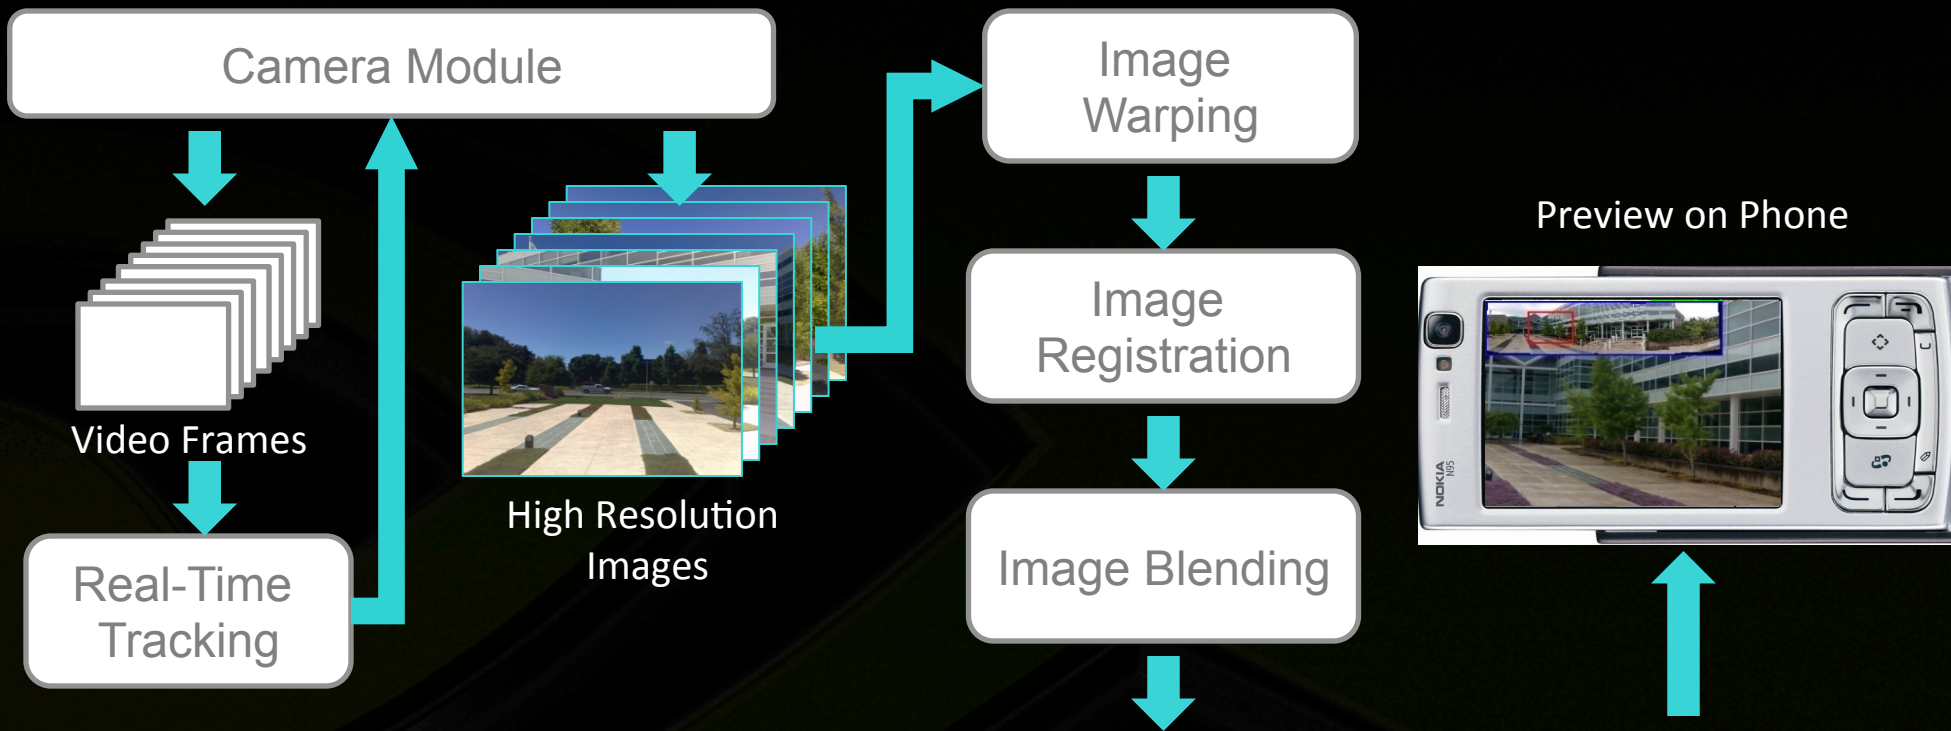 Camera Module
Video Frames
Real-Time
Tracking
High Resolution
Images
Image
Warping
Image
Registration
Image Blending
Preview on Phone
NOKIA
N95